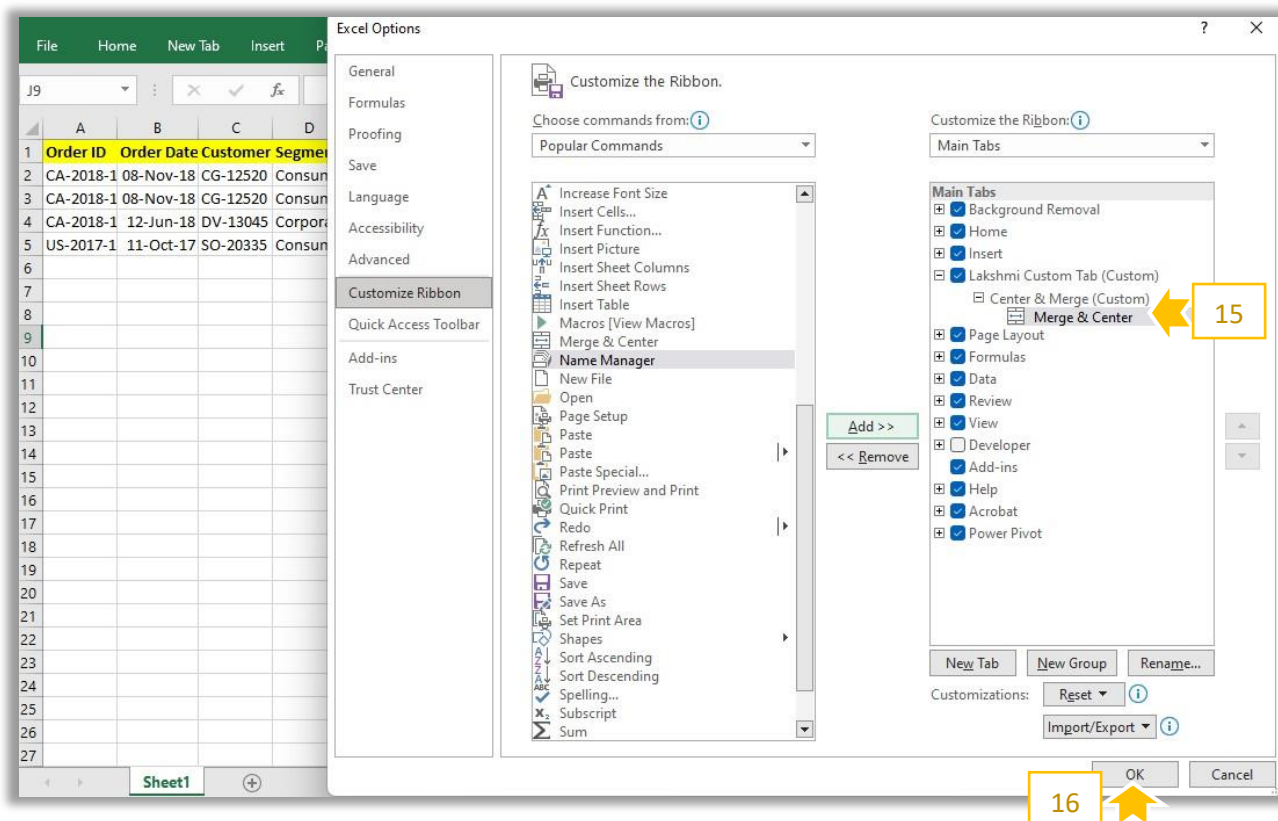 Excel Options
?
File Home New Tab Insert Pa
J9
fx
A B C D
1 Order ID Order Date Customer Segme
2 CA-2018-1 08-Nov-18 CG-12520 Consun
3 CA-2018-1 08-Nov-18 CG-12520 Consun
4 CA-2018-1 12-Jun-18 DV-13045 Corpora
5 US-2017-1 11-Oct-17 SO-20335 Consun
6
7
8
9
10
11
12
13
14
15
16
17
18
19
20
21
22
23
24
25
26
27
Sheet1
General
Formulas
Proofing
Save
Language
Accessibility
Advanced
Customize Ribbon
Quick Access Toolbar
Add-ins
Trust Center
Customize the Ribbon.
Choose commands from:
Popular Commands
Increase Font Size
Insert Cells...
Insert Function...
Insert Picture
Insert Sheet Columns
Insert Sheet Rows
Insert Table
Macros [View Macros]
Merge & Center
Name Manager
New File
Open
Page Setup
Paste
Paste
Paste Special...
Print Preview and Print
Quick Print
Redo
Refresh All
Repeat
Save
Save As
Set Print Area
Shapes
Sort Ascending
Sort Descending
Spelling...
Subscript
Sum
Add >>
<< Remove
Customize the Ribbon:
Main Tabs
Main Tabs
Background Removal
Home
Insert
Lakshmi Custom Tab (Custom)
Center & Merge (Custom)
Merge & Center
15
Page Layout
Formulas
Data
Review
View
Developer
Add-ins
Help
Acrobat
Power Pivot
New Tab New Group Rename...
Customizations: Reset
Import/Export
OK Cancel
16